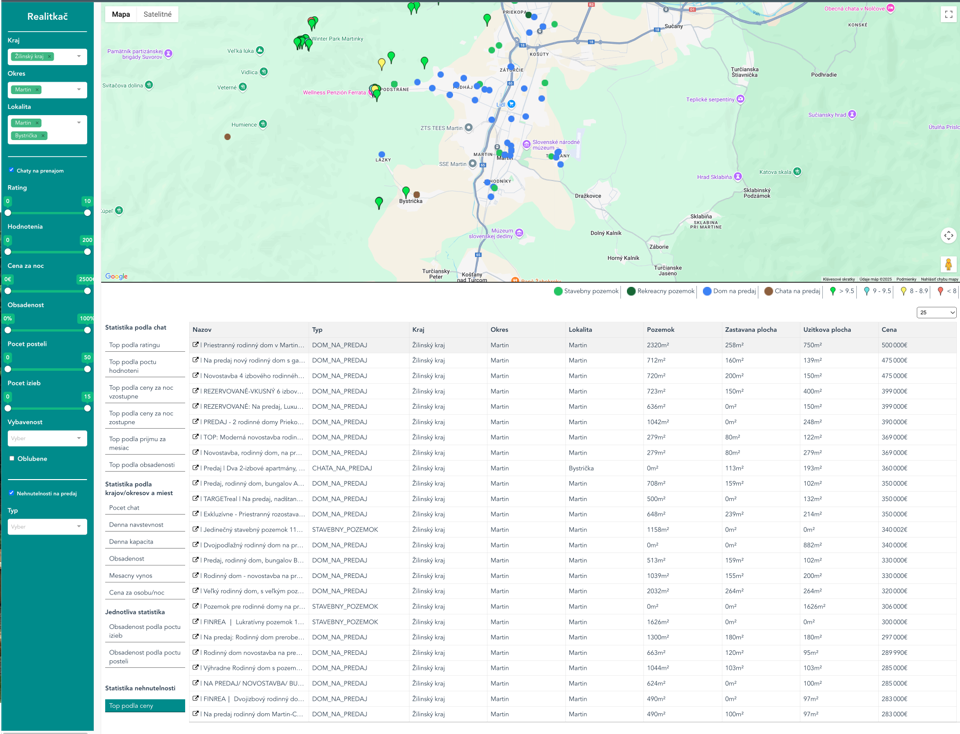 Realitkač
Kraj
Žilinský kraj ×
Okres
Martin ×
Lokalita
Martin ×
Bystrička ×
Chaty na prenajom
Rating
0 10
Hodnotenia
0 200
Cena za noc
0€ 2500€
Obsadenost
0% 100%
Pocet posteli
0 50
Pocet izieb
0 15
Vybavenost
Vyber
Oblubene
Nehnutelnosti na predaj
Typ
Vyber
Mapa Satelitné
PRIEKOPA
Winter Park Martinky
Veľká lúka
Pamätník partizánskej
brigády Suvorov
Vidlica
Svitačova dolina
Veterné
Wellness Penzion Ferrata
PODSTRÁNE
Humience
ZTS TEES Martin
LAZKY
SSE Martin
Bystrička
KOŠÚTY
ZÁTURČIE
PODHÁJ
Lidl
MARTIN
Martin
Slovenské národné
múzeum
Múzeum
slovenskej dediny
Turčiansky
Peter
Košťany
nad Turcom
Oberná chata v Nolčove
KONSKÉ
Turčianska
Štiavnička
Podhradie
Teplické serpentíny
Sučiansky hrad
Hrad Sklabiňa
Katova skala
Sklabinský
Podzámok
Dražkovce
Sklabiňa
SKLABIŇA
PRI MARTINE
Dolný Kalník
Záborie
Horný Kalník
Turčianske
Jaseno
Google
Klávesové skratky Údaje máp ©2025 Podmienky Nahlásiť chybu mapy
Stavebny pozemok Rekreacny pozemok Dom na predaj Chata na predaj > 9.5 9 - 9.5 8 - 8.9 < 8
25
Statistika podla chat
Top podla ratingu
Top podla poctu
hodnoteni
Top podla ceny za noc
vzostupne
Top podla ceny za noc
zostupne
Top podla prijmu za
mesiac
Top podla obsadenosti
Statistika podla
krajov/okresov a miest
Pocet chat
Denna navstevnost
Denna kapacita
Obsadenost
Mesacny vynos
Cena za osobu/noc
Jednotliva statistika
Obsadenost podla poctu
izieb
Obsadenost podla poctu
posteli
Statistika nehnutelnosti
Top podla ceny
Nazov Typ Kraj Okres Lokalita Pozemok Zastavana plocha Uzitkova plocha Cena
| Priestranný rodinný dom v Martin... DOM_NA_PREDAJ Žilinský kraj Martin Martin 2320m² 258m² 750m² 500 000€
| Na predaj nový rodinný dom s ga... DOM_NA_PREDAJ Žilinský kraj Martin Martin 712m² 160m² 139m² 475 000€
| Novostavba 4 izbového rodinnéh... DOM_NA_PREDAJ Žilinský kraj Martin Martin 720m² 200m² 150m² 475 000€
| REZERVOVANÉ-VKUSNÝ 6 izbov... DOM_NA_PREDAJ Žilinský kraj Martin Martin 723m² 150m² 400m² 399 000€
| REZERVOVANÉ: Na predaj, Luxu... DOM_NA_PREDAJ Žilinský kraj Martin Martin 636m² 0m² 150m² 399 000€
| PREDAJ - 2 rodinné domy Prieko... DOM_NA_PREDAJ Žilinský kraj Martin Martin 1042m² 0m² 248m² 390 000€
| TOP: Moderná novostavba rodin... DOM_NA_PREDAJ Žilinský kraj Martin Martin 279m² 80m² 122m² 369 000€
| Novostavba, rodinný dom, na pr... DOM_NA_PREDAJ Žilinský kraj Martin Martin 279m² 80m² 279m² 369 000€
| Predaj | Dva 2-izbové apartmány, ... CHATA_NA_PREDAJ Žilinský kraj Martin Bystrička 0m² 113m² 193m² 360 000€
| Predaj, rodinný dom, bungalov A... DOM_NA_PREDAJ Žilinský kraj Martin Martin 708m² 159m² 102m² 350 000€
| TARGETreal | Na predaj, nadštan... DOM_NA_PREDAJ Žilinský kraj Martin Martin 500m² 0m² 132m² 350 000€
| Exkluzívne - Priestranný rozostava... DOM_NA_PREDAJ Žilinský kraj Martin Martin 648m² 239m² 214m² 350 000€
| Jedinečný stavebný pozemok 11... STAVEBNY_POZEMOK Žilinský kraj Martin Martin 1158m² 0m² 0m² 340 002€
| Dvojpodlažný rodinný dom na pr... DOM_NA_PREDAJ Žilinský kraj Martin Martin 0m² 0m² 882m² 340 000€
| Predaj, rodinný dom, bungalov B... DOM_NA_PREDAJ Žilinský kraj Martin Martin 513m² 159m² 102m² 330 000€
| Rodinný dom - novostavba na pr... DOM_NA_PREDAJ Žilinský kraj Martin Martin 1039m² 155m² 200m² 330 000€
| Veľký rodinný dom, s veľkým poz... DOM_NA_PREDAJ Žilinský kraj Martin Martin 2032m² 264m² 264m² 320 000€
| Pozemok pre rodinné domy na pr... STAVEBNY_POZEMOK Žilinský kraj Martin Martin 0m² 0m² 1626m² 306 000€
| FINREA | Lukratívny pozemok 1... STAVEBNY_POZEMOK Žilinský kraj Martin Martin 1626m² 0m² 0m² 300 000€
| Na predaj: Rodinný dom prerobe... DOM_NA_PREDAJ Žilinský kraj Martin Martin 1300m² 180m² 180m² 297 000€
| Rodinný dom novostavba na pre... DOM_NA_PREDAJ Žilinský kraj Martin Martin 663m² 120m² 95m² 289 990€
| Výhradne Rodinný dom s pozem... DOM_NA_PREDAJ Žilinský kraj Martin Martin 1044m² 103m² 103m² 285 000€
| NA PREDAJ/ NOVOSTAVBA/ BU... DOM_NA_PREDAJ Žilinský kraj Martin Martin 624m² 0m² 100m² 285 000€
| FINREA | Dvojizbový rodinný do... DOM_NA_PREDAJ Žilinský kraj Martin Martin 490m² 0m² 97m² 283 000€
| Na predaj rodinný dom Martin-C... DOM_NA_PREDAJ Žilinský kraj Martin Martin 490m² 100m² 97m² 283 000€